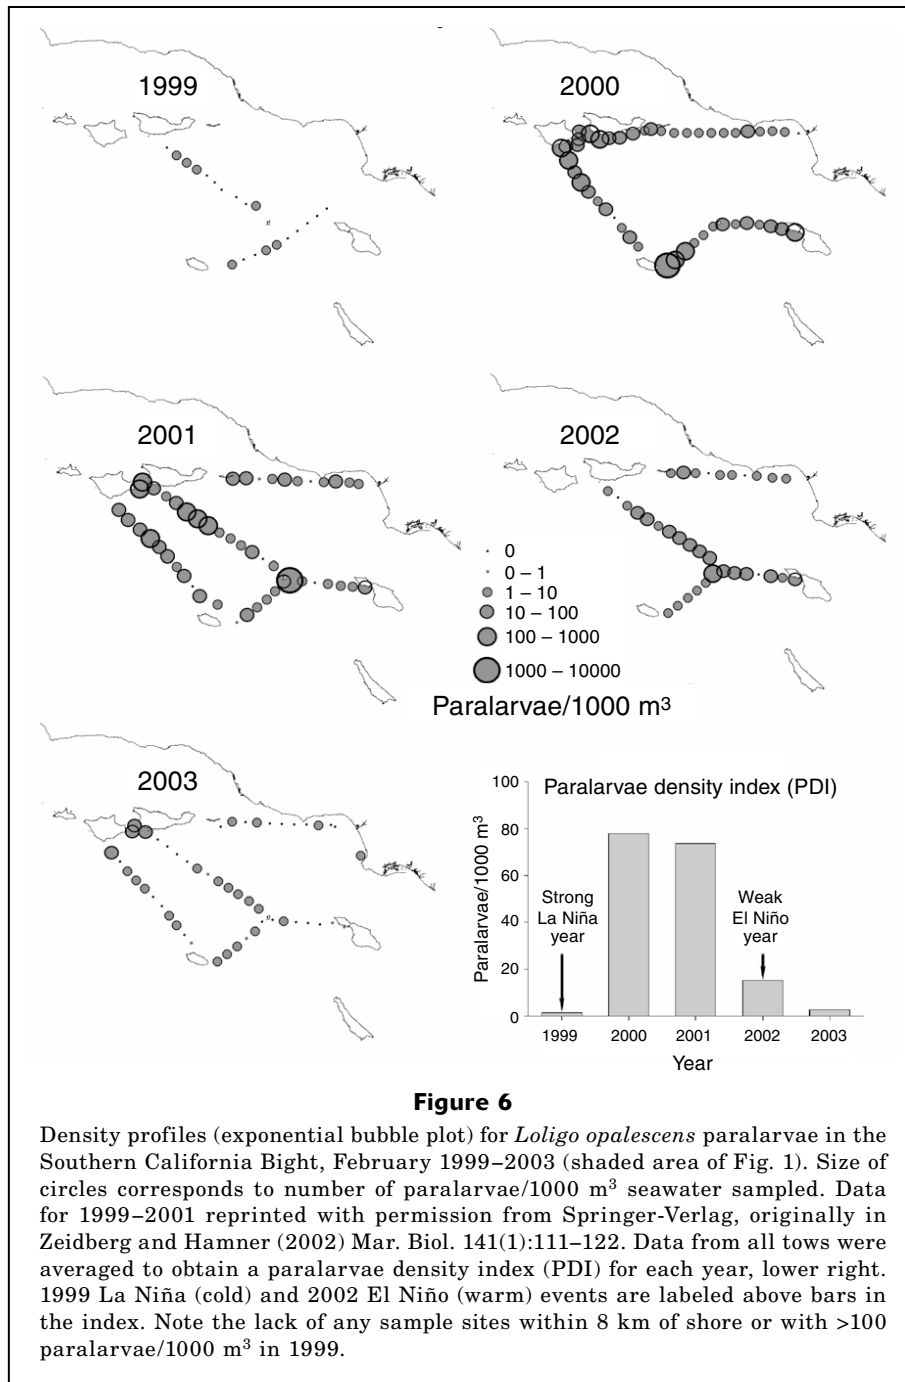 1999
2000
2001
2002
0
0 – 1
1 – 10
10 – 100
100 – 1000
1000 – 10000
Paralarvae/1000 m³
2003
Paralarvae density index (PDI)
Paralarvae/1000 m³
100
80
60
40
20
0
Strong
La Niña
year
Weak
El Niño
year
1999 2000 2001 2002 2003
Year
Figure 6
Density profiles (exponential bubble plot) for Loligo opalescens paralarvae in the
Southern California Bight, February 1999–2003 (shaded area of Fig. 1). Size of
circles corresponds to number of paralarvae/1000 m³ seawater sampled. Data
for 1999–2001 reprinted with permission from Springer-Verlag, originally in
Zeidberg and Hamner (2002) Mar. Biol. 141(1):111–122. Data from all tows were
averaged to obtain a paralarvae density index (PDI) for each year, lower right.
1999 La Niña (cold) and 2002 El Niño (warm) events are labeled above bars in
the index. Note the lack of any sample sites within 8 km of shore or with >100
paralarvae/1000 m³ in 1999.